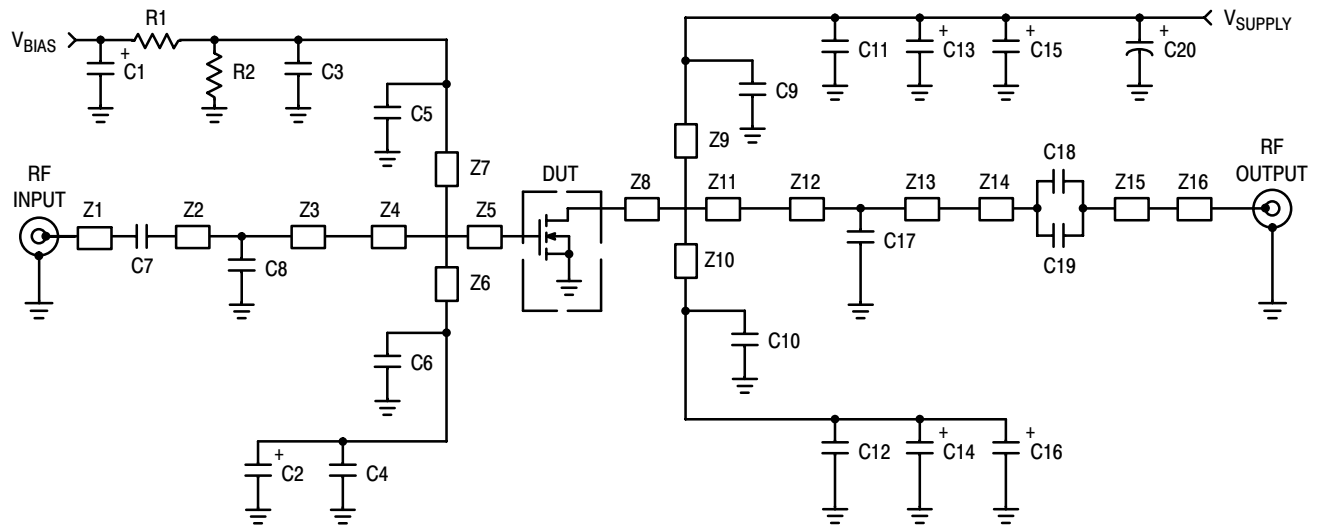 V_BIAS
R1
+
C1
R2
C3
C5
RF
INPUT
Z1
C7
Z2
C8
Z3
Z4
Z7
Z5
Z6
C6
+
C2
C4
DUT
Z8
Z9
C9
Z10
C10
C11
+
C13
+
C15
+
C20
V_SUPPLY
Z11
Z12
C17
Z13
Z14
C18
C19
Z15
Z16
RF
OUTPUT
C12
+
C14
+
C16